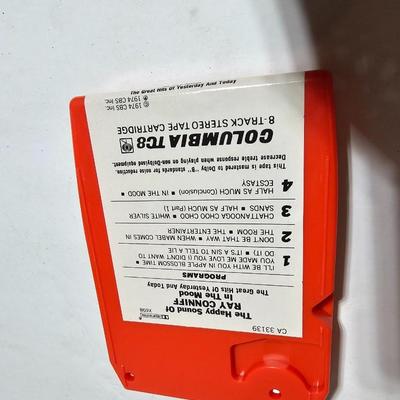 CA 33139
The Happy Sound Of
RAY CONNIFF
In The Mood
The Great Hits Of Yesterday And Today
PROGRAMS
1 I'LL BE WITH YOU IN APPLE BLOSSOM TIME ■
YOU MADE ME LOVE YOU (I DIDN'T WANT TO
DO IT) ■ IT'S A SIN TO TELL A LIE
2 DON'T BE THAT WAY ■ WHEN MABEL COMES IN
THE ROOM ■ THE ENTERTAINER
3 CHATTANOOGA CHOO CHOO ■ WHITE SILVER
SANDS ■ HALF AS MUCH (Part I)
4 HALF AS MUCH (Conclusion) ■ IN THE MOOD ■
ECSTASY
This tape is mastered to Dolby "B" standards for noise reduction.
Decrease treble response when playing on non-Dolbyised equipment.
COLUMBIA TC8
8-TRACK STEREO TAPE CARTRIDGE
© 1974 CBS Inc.
℗ 1974 CBS Inc.
The Great Hits Of Yesterday And Today